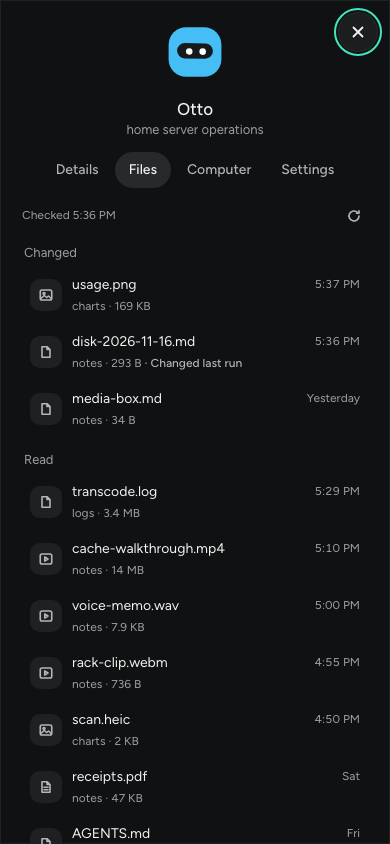 Otto
home server operations
Details Files Computer Settings
Checked 5:36 PM
Changed
usage.png 5:37 PM
charts · 169 KB
disk-2026-11-16.md 5:36 PM
notes · 293 B · Changed last run
media-box.md Yesterday
notes · 34 B
Read
transcode.log 5:29 PM
logs · 3.4 MB
cache-walkthrough.mp4 5:10 PM
notes · 14 MB
voice-memo.wav 5:00 PM
notes · 7.9 KB
rack-clip.webm 4:55 PM
notes · 736 B
scan.heic 4:50 PM
charts · 2 KB
receipts.pdf Sat
notes · 47 KB
AGENTS.md Fri